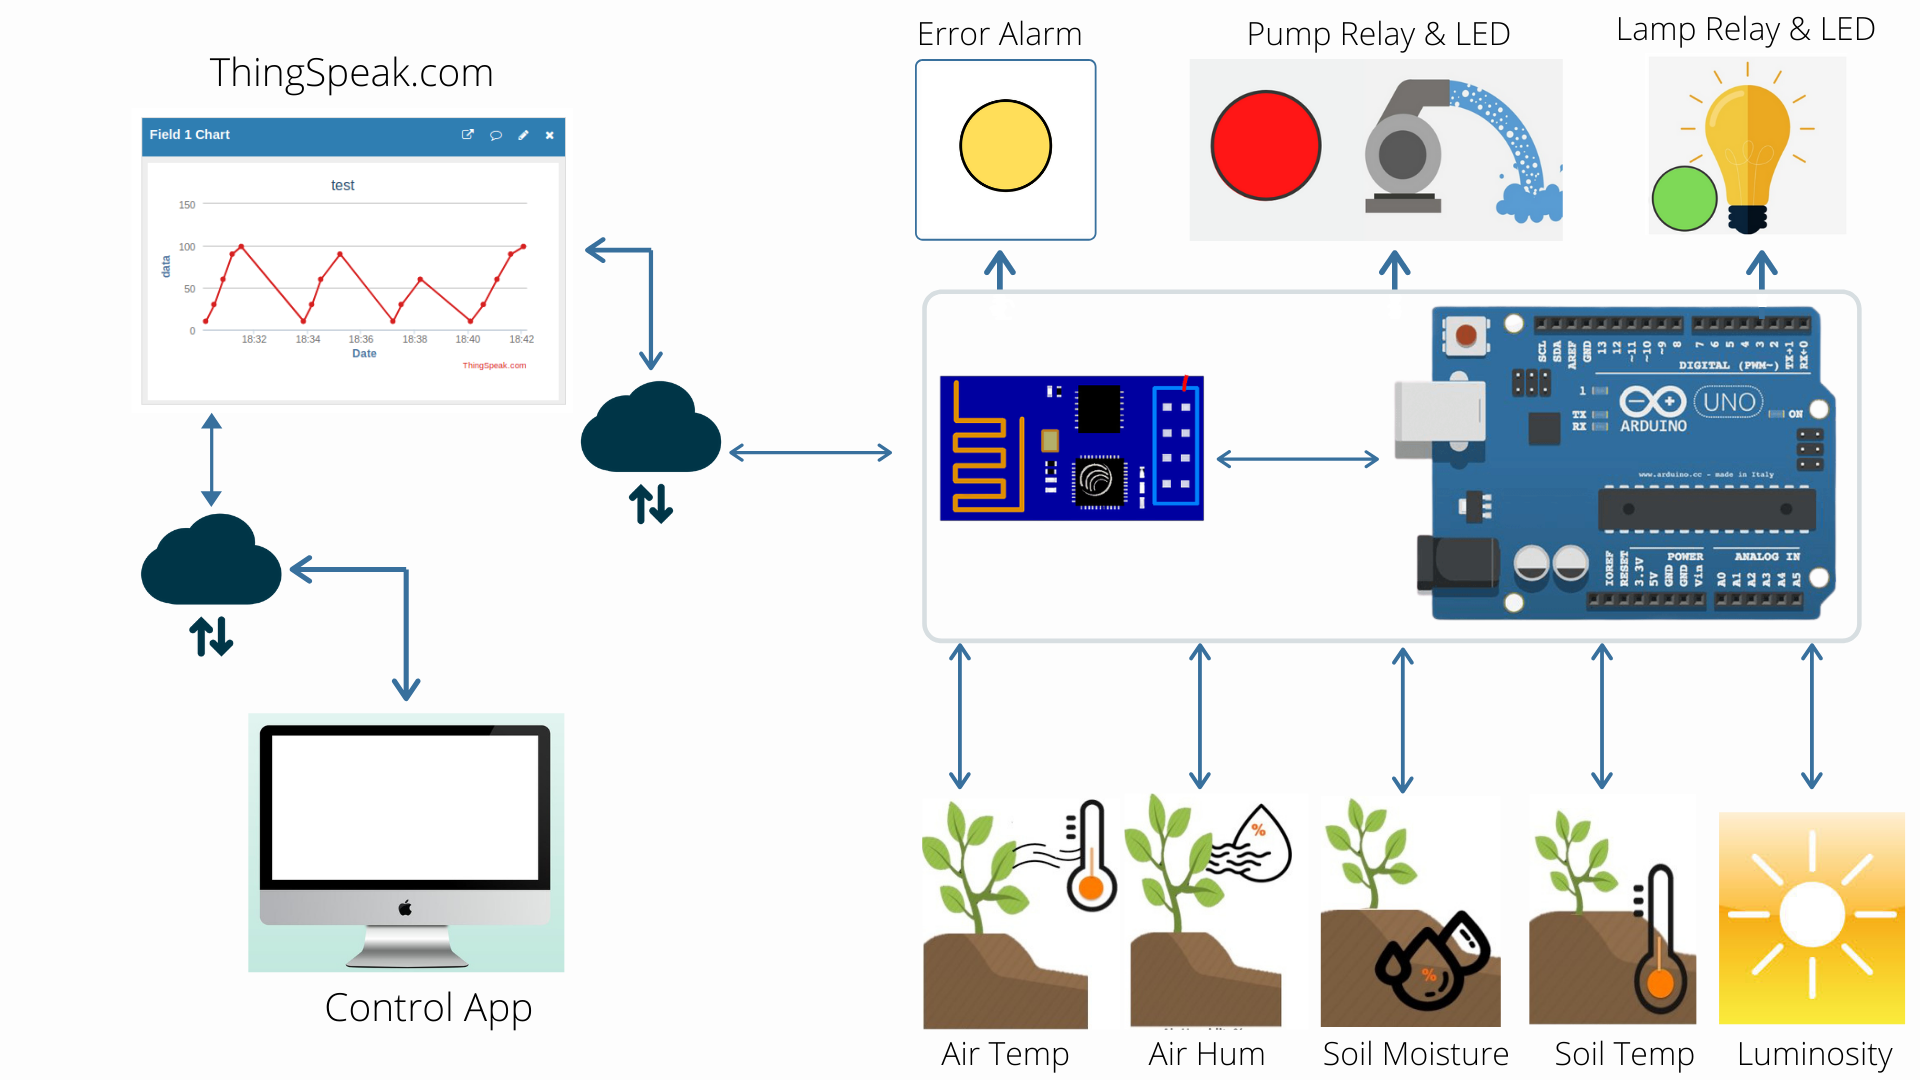 Error Alarm
Pump Relay & LED
Lamp Relay & LED
ThingSpeak.com
Field 1 Chart
test
150
100
50
0
data
18:32
18:34
18:36
18:38
18:40
18:42
Date
ThingSpeak.com
SCL
SDA
AREF
GND
13
12
~11
~10
~9
8
7
6
5
4
3
2
TX→1
RX←0
DIGITAL (PWM~)
1
TX
RX
UNO
ON
ARDUINO
www.arduino.cc - made in Italy
POWER
ANALOG IN
IOREF
RESET
3.3V
5V
GND
GND
Vin
A0
A1
A2
A3
A4
A5
%
%
Control App
Air Temp
Air Hum
Soil Moisture
Soil Temp
Luminosity